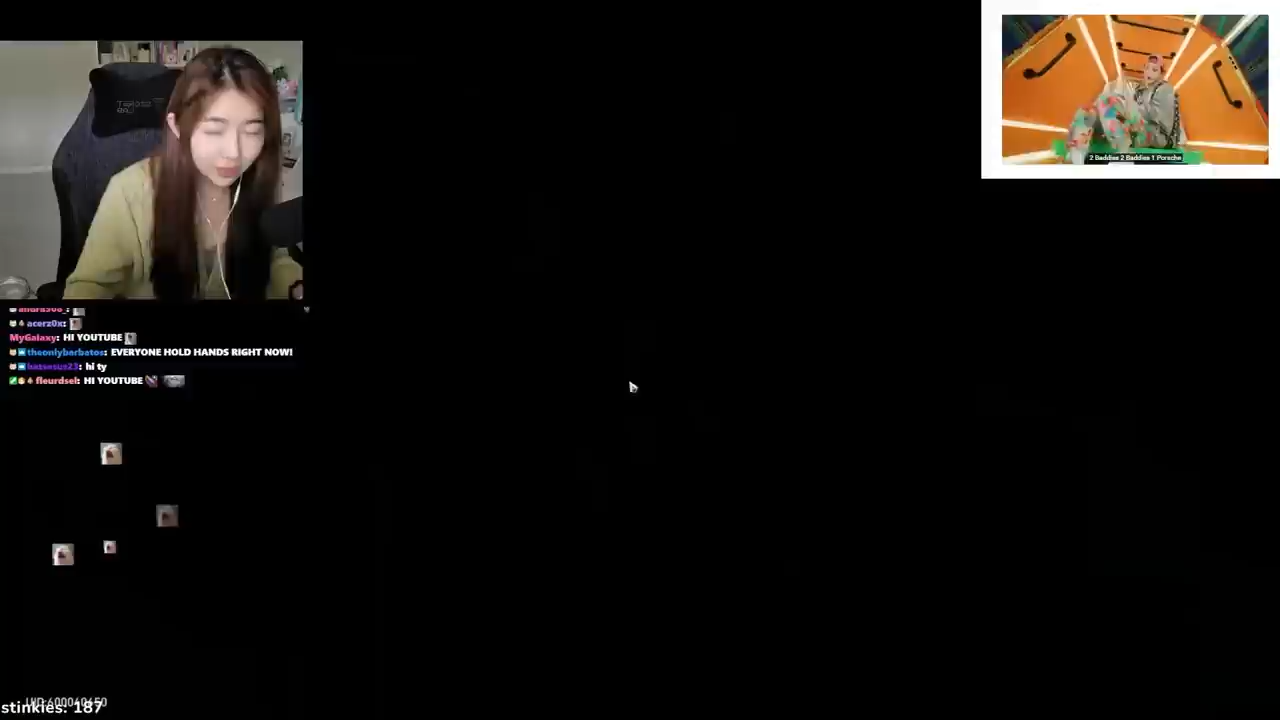 2 Baddies 2 Baddies 1 Porsche
acerz0x:
MyGalaxy: HI YOUTUBE
theonlybarbatos: EVERYONE HOLD HANDS RIGHT NOW!
hi ty
fleurdsel: HI YOUTUBE
stinkies: 187